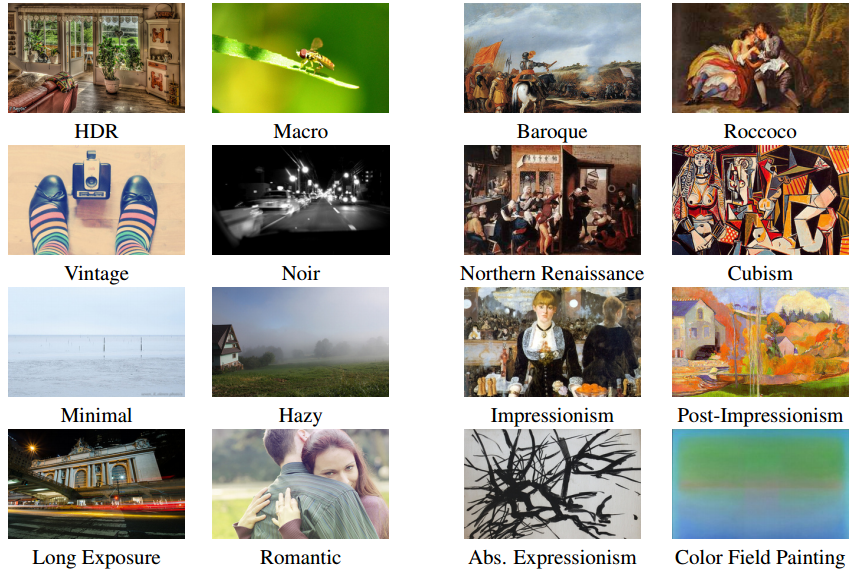 HDR
Macro
Baroque
Roccoco
Vintage
Noir
Northern Renaissance
Cubism
Minimal
Hazy
Impressionism
Post-Impressionism
Long Exposure
Romantic
Abs. Expressionism
Color Field Painting